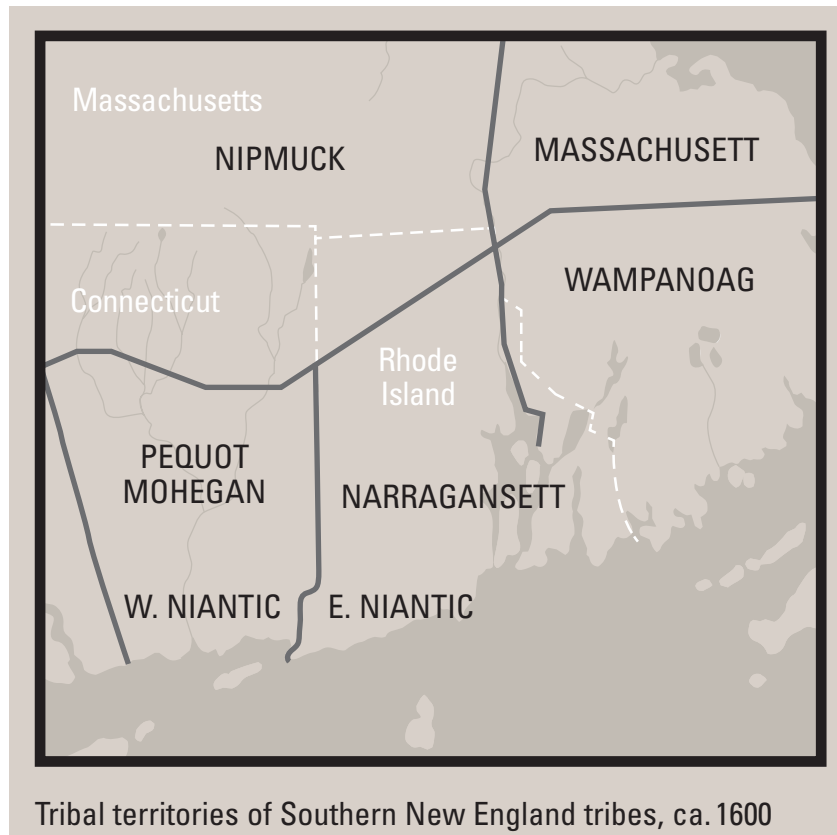 Massachusetts
NIPMUCK
MASSACHUSETT
WAMPANOAG
Connecticut
Rhode
Island
PEQUOT
MOHEGAN
NARRAGANSETT
W. NIANTIC
E. NIANTIC
Tribal territories of Southern New England tribes, ca. 1600